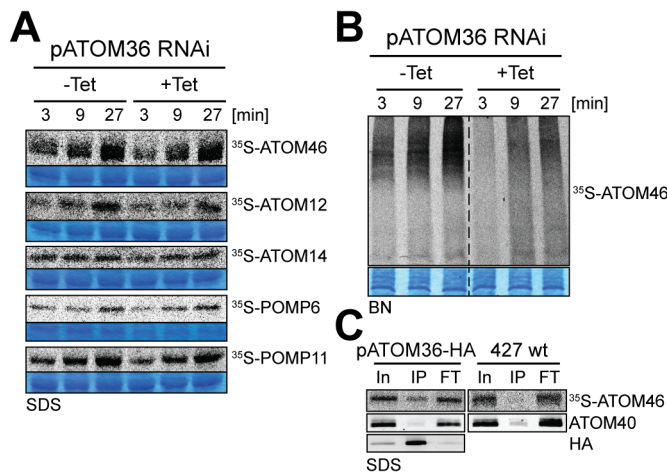 A
pATOM36 RNAi
-Tet +Tet
3 9 27 3 9 27 [min]
³⁵S-ATOM46
³⁵S-ATOM12
³⁵S-ATOM14
³⁵S-POMP6
³⁵S-POMP11
SDS
B
pATOM36 RNAi
-Tet +Tet
3 9 27 3 9 27 [min]
³⁵S-ATOM46
BN
C
pATOM36-HA 427 wt
In IP FT In IP FT
³⁵S-ATOM46
ATOM40
HA
SDS